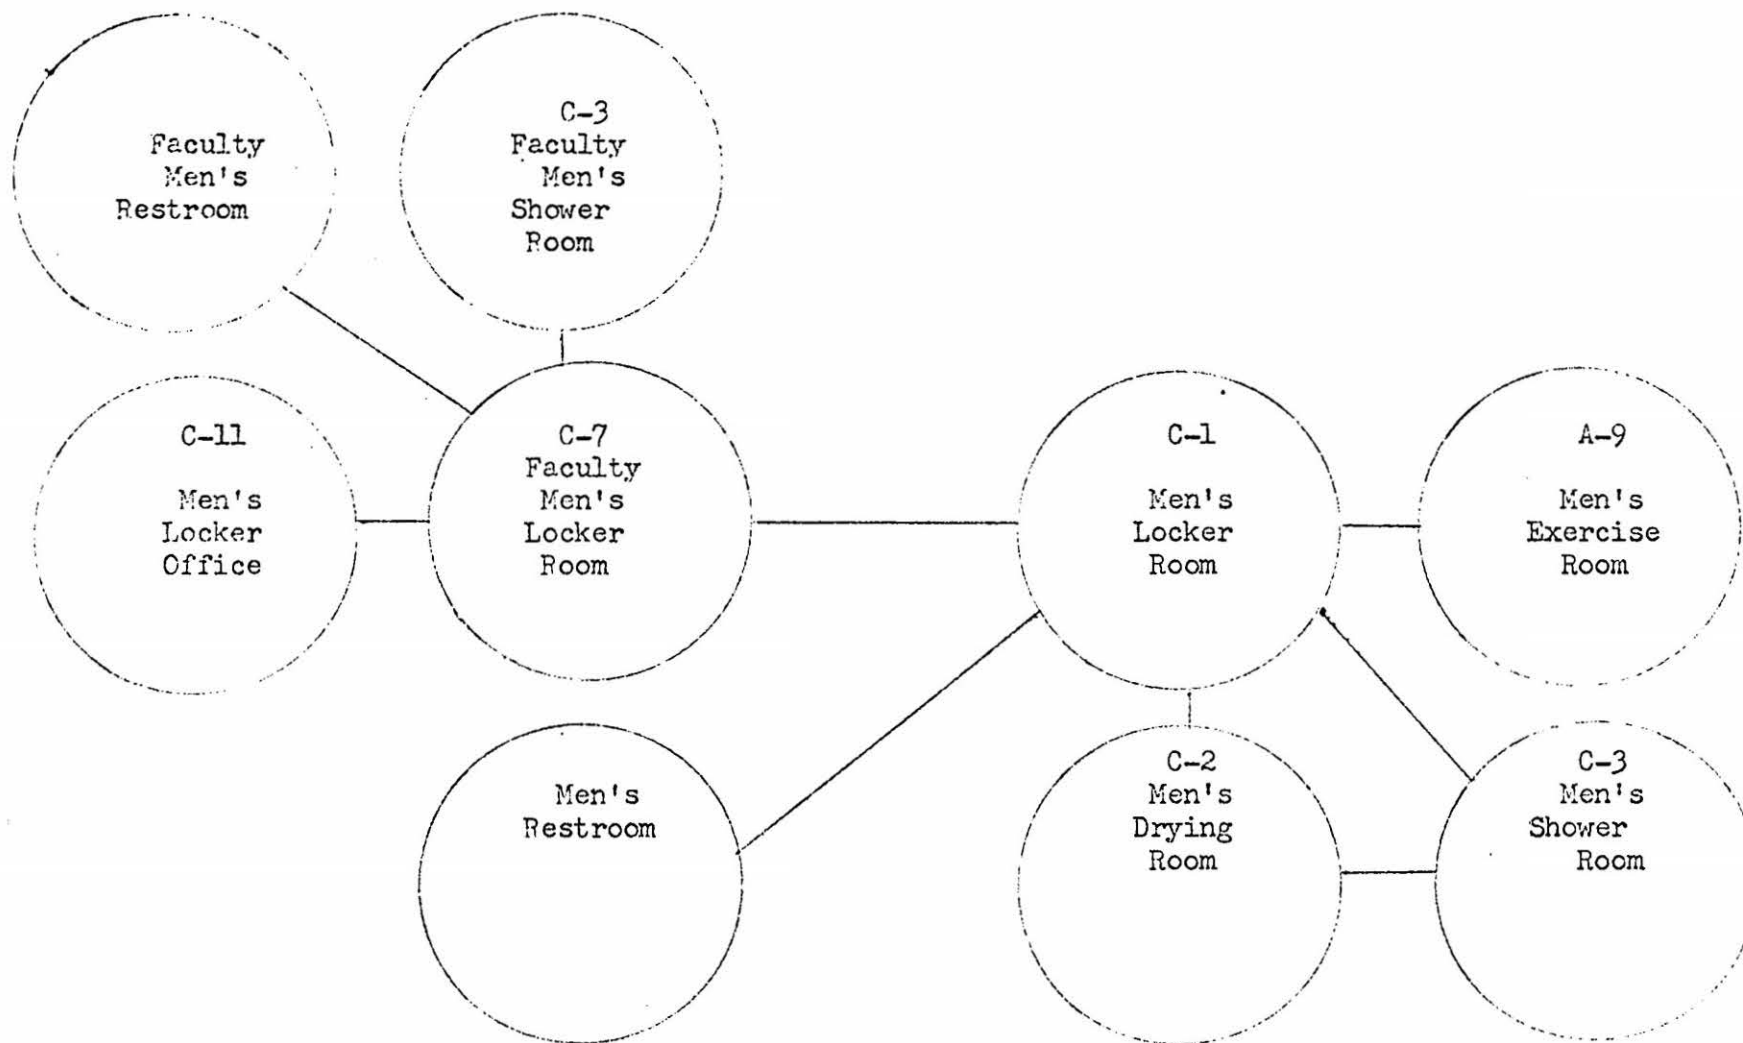 Faculty
Men's
Restroom
C-3
Faculty
Men's
Shower
Room
C-11
Men's
Locker
Office
C-7
Faculty
Men's
Locker
Room
C-1
Men's
Locker
Room
A-9
Men's
Exercise
Room
Men's
Restroom
C-2
Men's
Drying
Room
C-3
Men's
Shower
Room